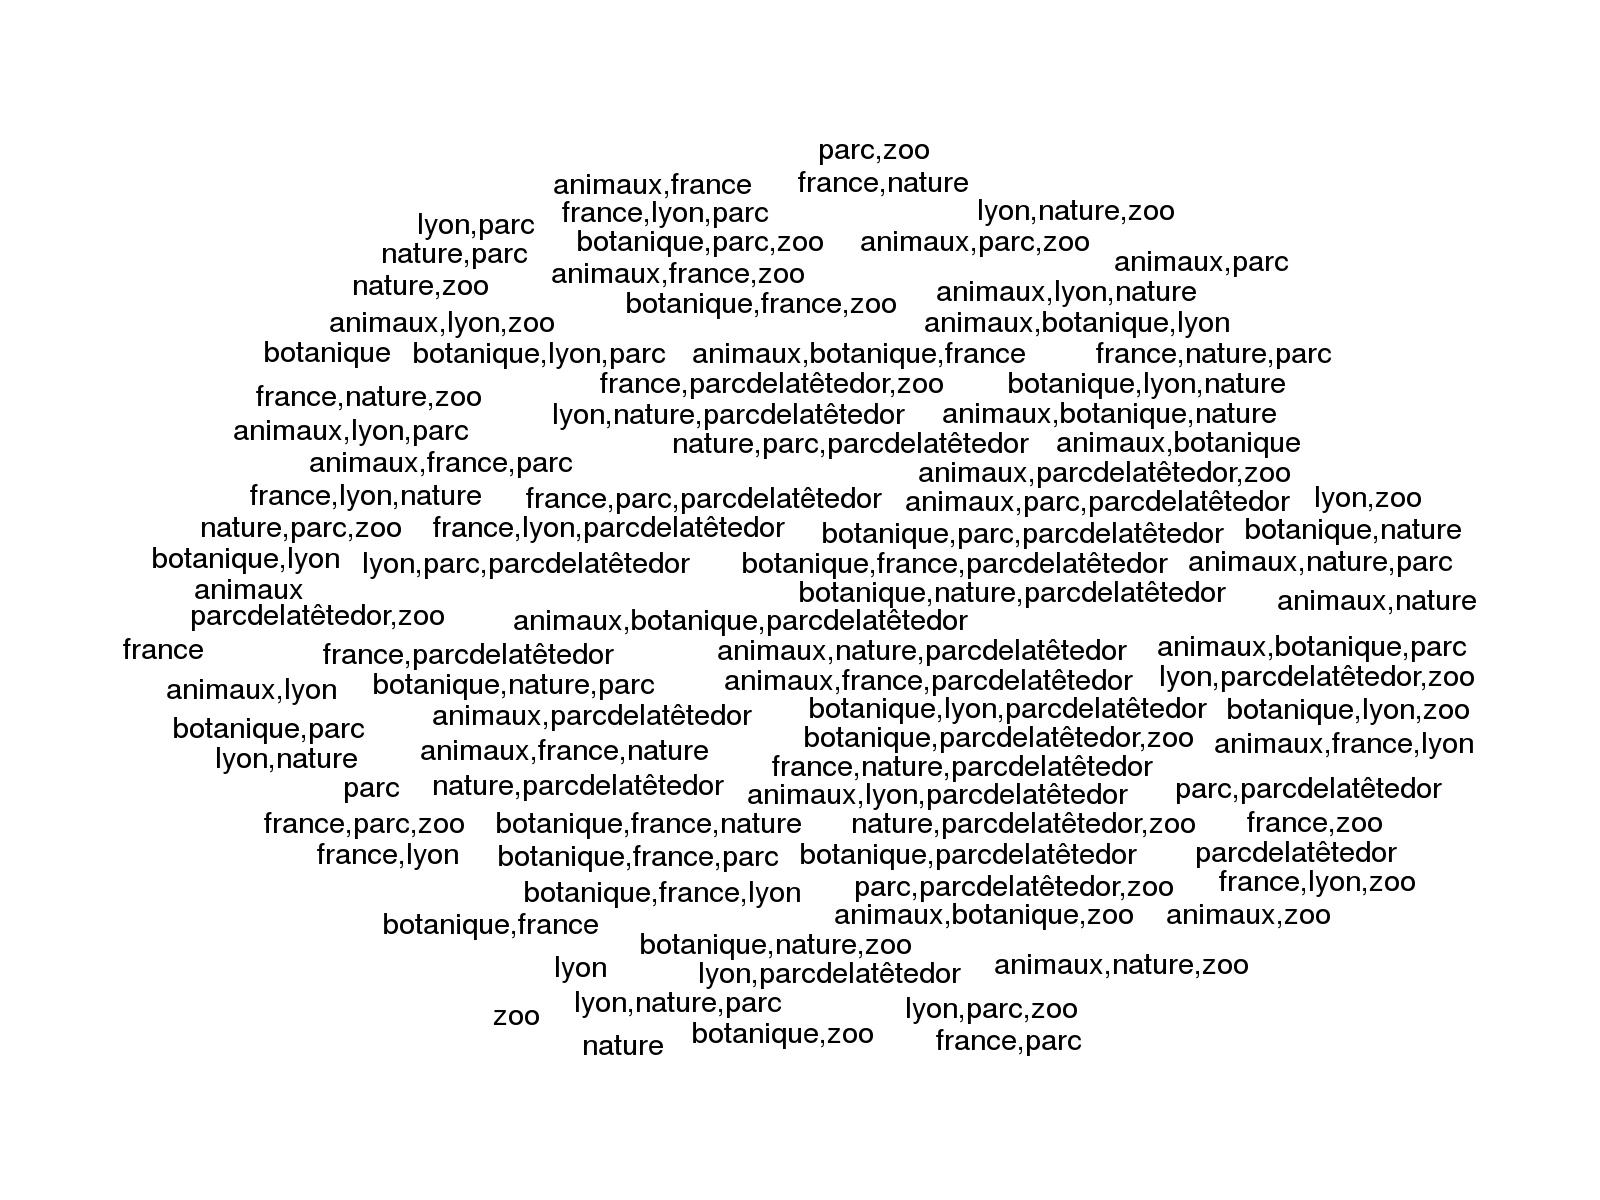 parc,zoo
animaux,france france,nature
lyon,parc france,lyon,parc lyon,nature,zoo
nature,parc botanique,parc,zoo animaux,parc,zoo
animaux,france,zoo animaux,parc
nature,zoo botanique,france,zoo animaux,lyon,nature
animaux,lyon,zoo animaux,botanique,lyon
botanique botanique,lyon,parc animaux,botanique,france france,nature,parc
france,parcdelatêtedor,zoo botanique,lyon,nature
france,nature,zoo lyon,nature,parcdelatêtedor animaux,botanique,nature
animaux,lyon,parc nature,parc,parcdelatêtedor animaux,botanique
animaux,france,parc animaux,parcdelatêtedor,zoo
france,lyon,nature france,parc,parcdelatêtedor animaux,parc,parcdelatêtedor lyon,zoo
nature,parc,zoo france,lyon,parcdelatêtedor botanique,parc,parcdelatêtedor botanique,nature
botanique,lyon lyon,parc,parcdelatêtedor botanique,france,parcdelatêtedor animaux,nature,parc
animaux botanique,nature,parcdelatêtedor animaux,nature
parcdelatêtedor,zoo animaux,botanique,parcdelatêtedor
france france,parcdelatêtedor animaux,nature,parcdelatêtedor animaux,botanique,parc
animaux,lyon botanique,nature,parc animaux,france,parcdelatêtedor lyon,parcdelatêtedor,zoo
botanique,parc animaux,parcdelatêtedor botanique,lyon,parcdelatêtedor botanique,lyon,zoo
lyon,nature animaux,france,nature botanique,parcdelatêtedor,zoo animaux,france,lyon
france,nature,parcdelatêtedor
parc nature,parcdelatêtedor animaux,lyon,parcdelatêtedor parc,parcdelatêtedor
france,parc,zoo botanique,france,nature nature,parcdelatêtedor,zoo france,zoo
france,lyon botanique,france,parc botanique,parcdelatêtedor parcdelatêtedor
botanique,france,lyon parc,parcdelatêtedor,zoo france,lyon,zoo
botanique,france animaux,botanique,zoo animaux,zoo
botanique,nature,zoo
lyon lyon,parcdelatêtedor animaux,nature,zoo
zoo lyon,nature,parc lyon,parc,zoo
nature botanique,zoo france,parc